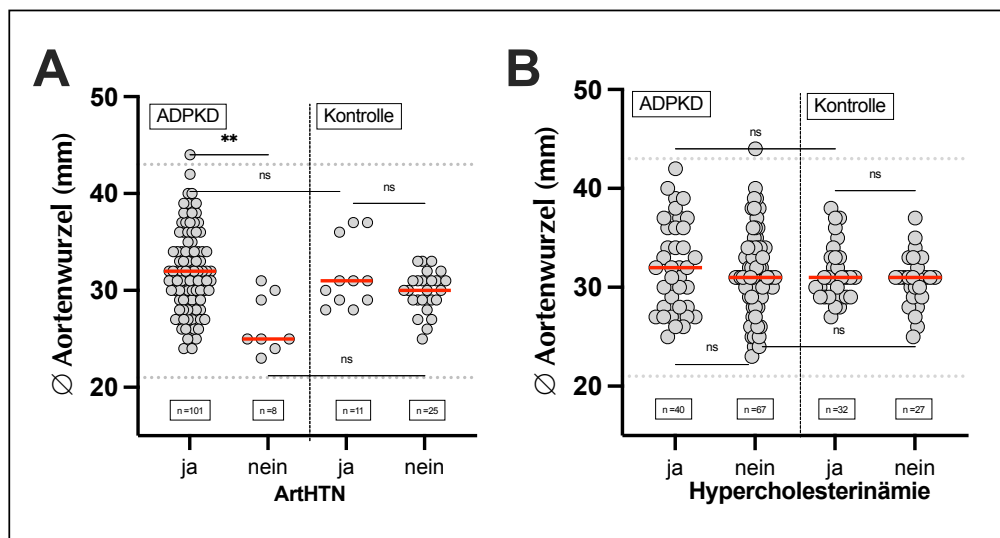 A
50
40
30
20
Ø Aortenwurzel (mm)
ADPKD
Kontrolle
**
ns
ns
ns
n =101
n =8
n =11
n =25
ja
nein
ja
nein
ArtHTN
B
50
40
30
20
Ø Aortenwurzel (mm)
ADPKD
Kontrolle
ns
ns
ns
ns
n =40
n =67
n =32
n =27
ja
nein
ja
nein
Hypercholesterinämie